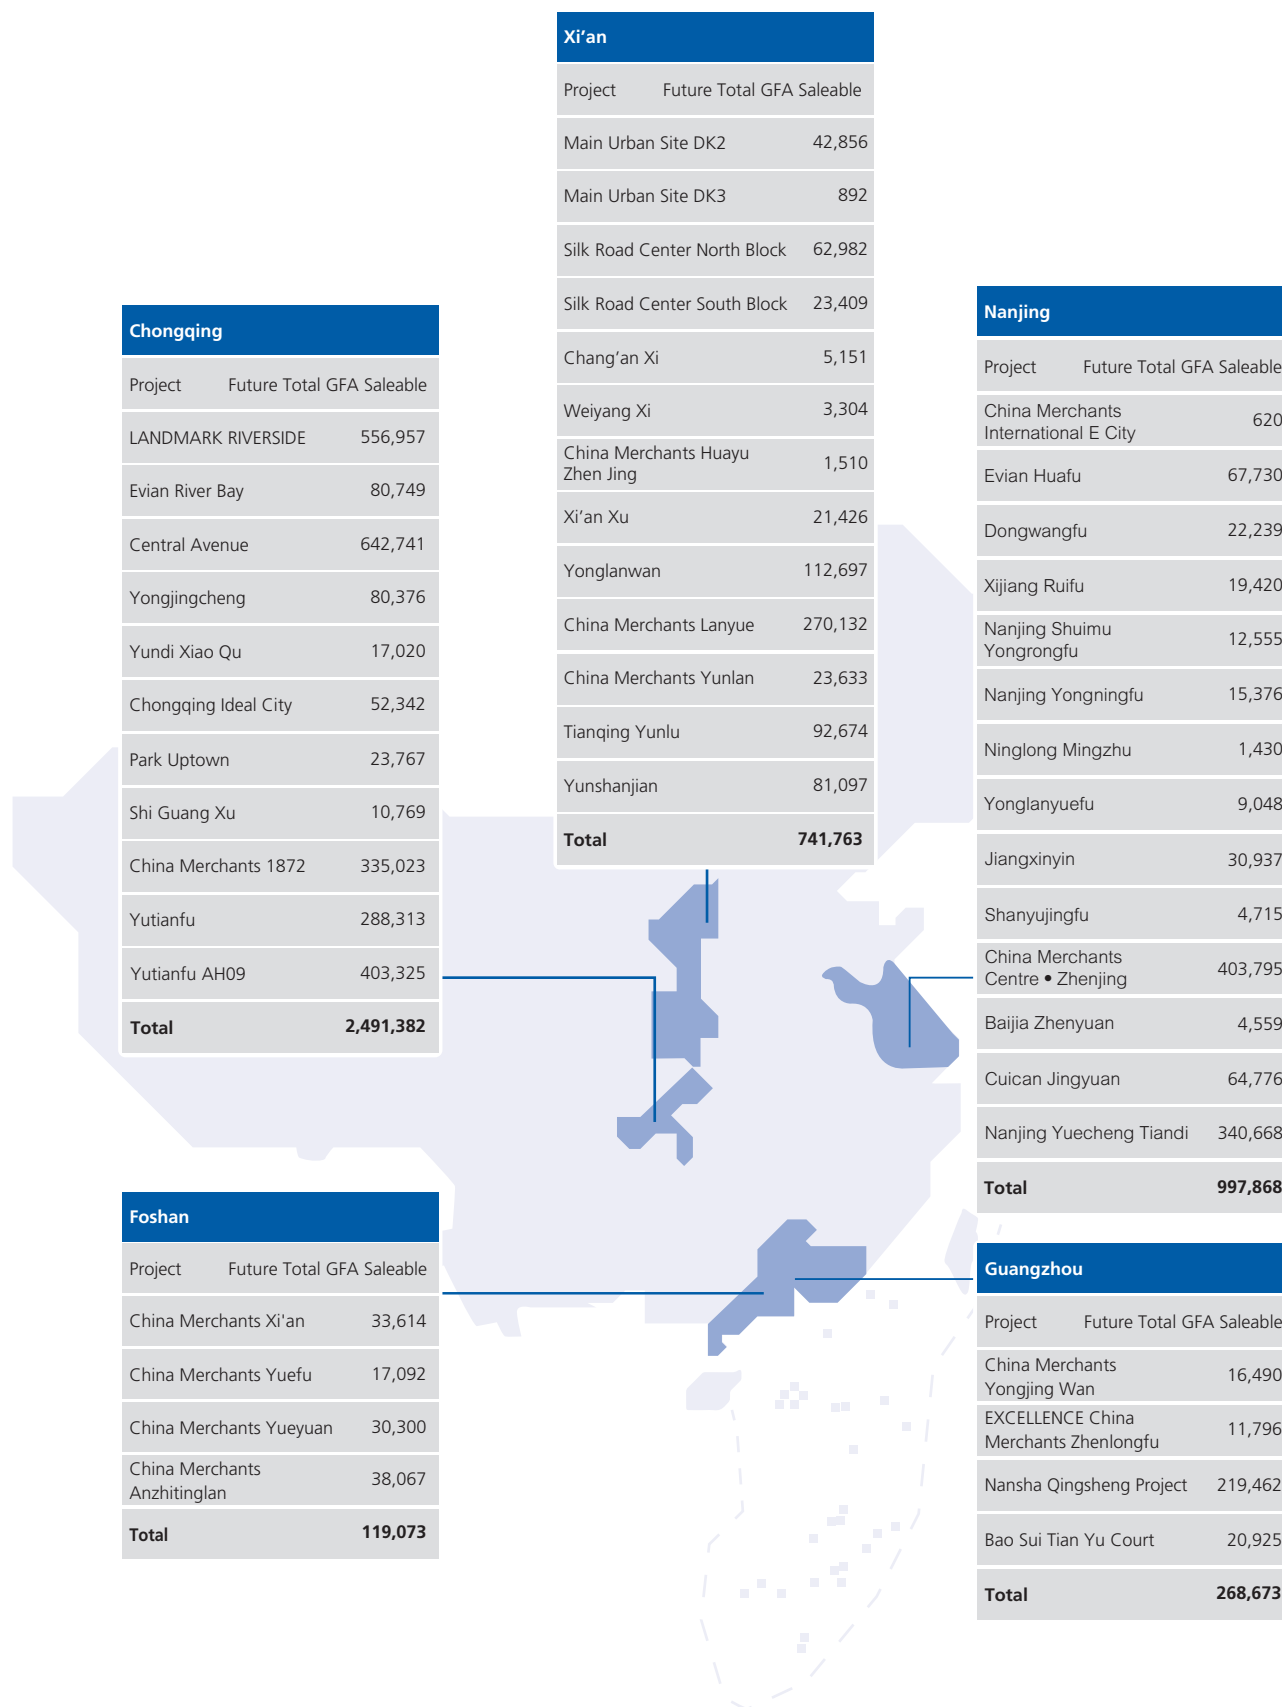 Xi’an
Project Future Total GFA Saleable
Main Urban Site DK2 42,856
Main Urban Site DK3 892
Silk Road Center North Block 62,982
Silk Road Center South Block 23,409
Chang’an Xi 5,151
Weiyang Xi 3,304
China Merchants Huayu
Zhen Jing 1,510
Xi’an Xu 21,426
Yonglanwan 112,697
China Merchants Lanyue 270,132
China Merchants Yunlan 23,633
Tianqing Yunlu 92,674
Yunshanjian 81,097
Total 741,763
Chongqing
Project Future Total GFA Saleable
LANDMARK RIVERSIDE 556,957
Evian River Bay 80,749
Central Avenue 642,741
Yongjingcheng 80,376
Yundi Xiao Qu 17,020
Chongqing Ideal City 52,342
Park Uptown 23,767
Shi Guang Xu 10,769
China Merchants 1872 335,023
Yutianfu 288,313
Yutianfu AH09 403,325
Total 2,491,382
Nanjing
Project Future Total GFA Saleable
China Merchants
International E City 620
Evian Huafu 67,730
Dongwangfu 22,239
Xijiang Ruifu 19,420
Nanjing Shuimu
Yongrongfu 12,555
Nanjing Yongningfu 15,376
Ninglong Mingzhu 1,430
Yonglanyuefu 9,048
Jiangxinyin 30,937
Shanyujingfu 4,715
China Merchants
Centre • Zhenjing 403,795
Baijia Zhenyuan 4,559
Cuican Jingyuan 64,776
Nanjing Yuecheng Tiandi 340,668
Total 997,868
Foshan
Project Future Total GFA Saleable
China Merchants Xi'an 33,614
China Merchants Yuefu 17,092
China Merchants Yueyuan 30,300
China Merchants
Anzhitinglan 38,067
Total 119,073
Guangzhou
Project Future Total GFA Saleable
China Merchants
Yongjing Wan 16,490
EXCELLENCE China
Merchants Zhenlongfu 11,796
Nansha Qingsheng Project 219,462
Bao Sui Tian Yu Court 20,925
Total 268,673